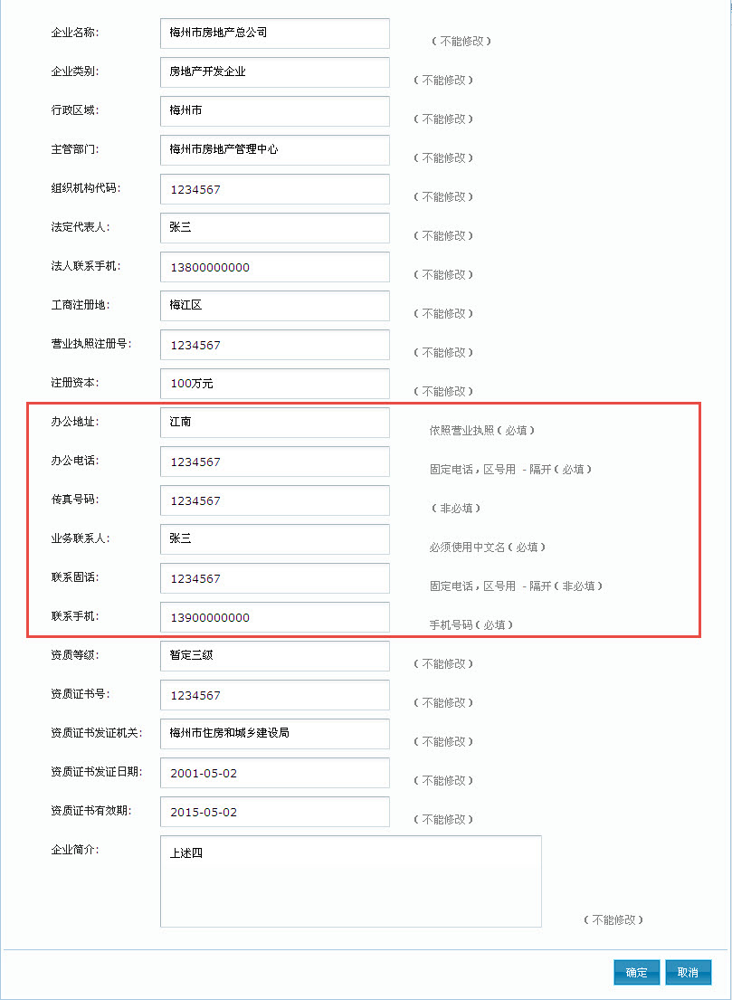 企业名称: 梅州市房地产总公司 (不能修改)
企业类别: 房地产开发企业 (不能修改)
行政区域: 梅州市 (不能修改)
主管部门: 梅州市房地产管理中心 (不能修改)
组织机构代码: 1234567 (不能修改)
法定代表人: 张三 (不能修改)
法人联系手机: 13800000000 (不能修改)
工商注册地: 梅江区 (不能修改)
营业执照注册号: 1234567 (不能修改)
注册资本: 100万元 (不能修改)
办公地址: 江南 依照营业执照(必填)
办公电话: 1234567 固定电话,区号用 -隔开(必填)
传真号码: 1234567 (非必填)
业务联系人: 张三 必须使用中文名(必填)
联系固话: 1234567 固定电话,区号用 -隔开(非必填)
联系手机: 13900000000 手机号码(必填)
资质等级: 暂定三级 (不能修改)
资质证书号: 1234567 (不能修改)
资质证书发证机关: 梅州市住房和城乡建设局 (不能修改)
资质证书发证日期: 2001-05-02 (不能修改)
资质证书有效期: 2015-05-02 (不能修改)
企业简介: 上述四 (不能修改)
确定 取消